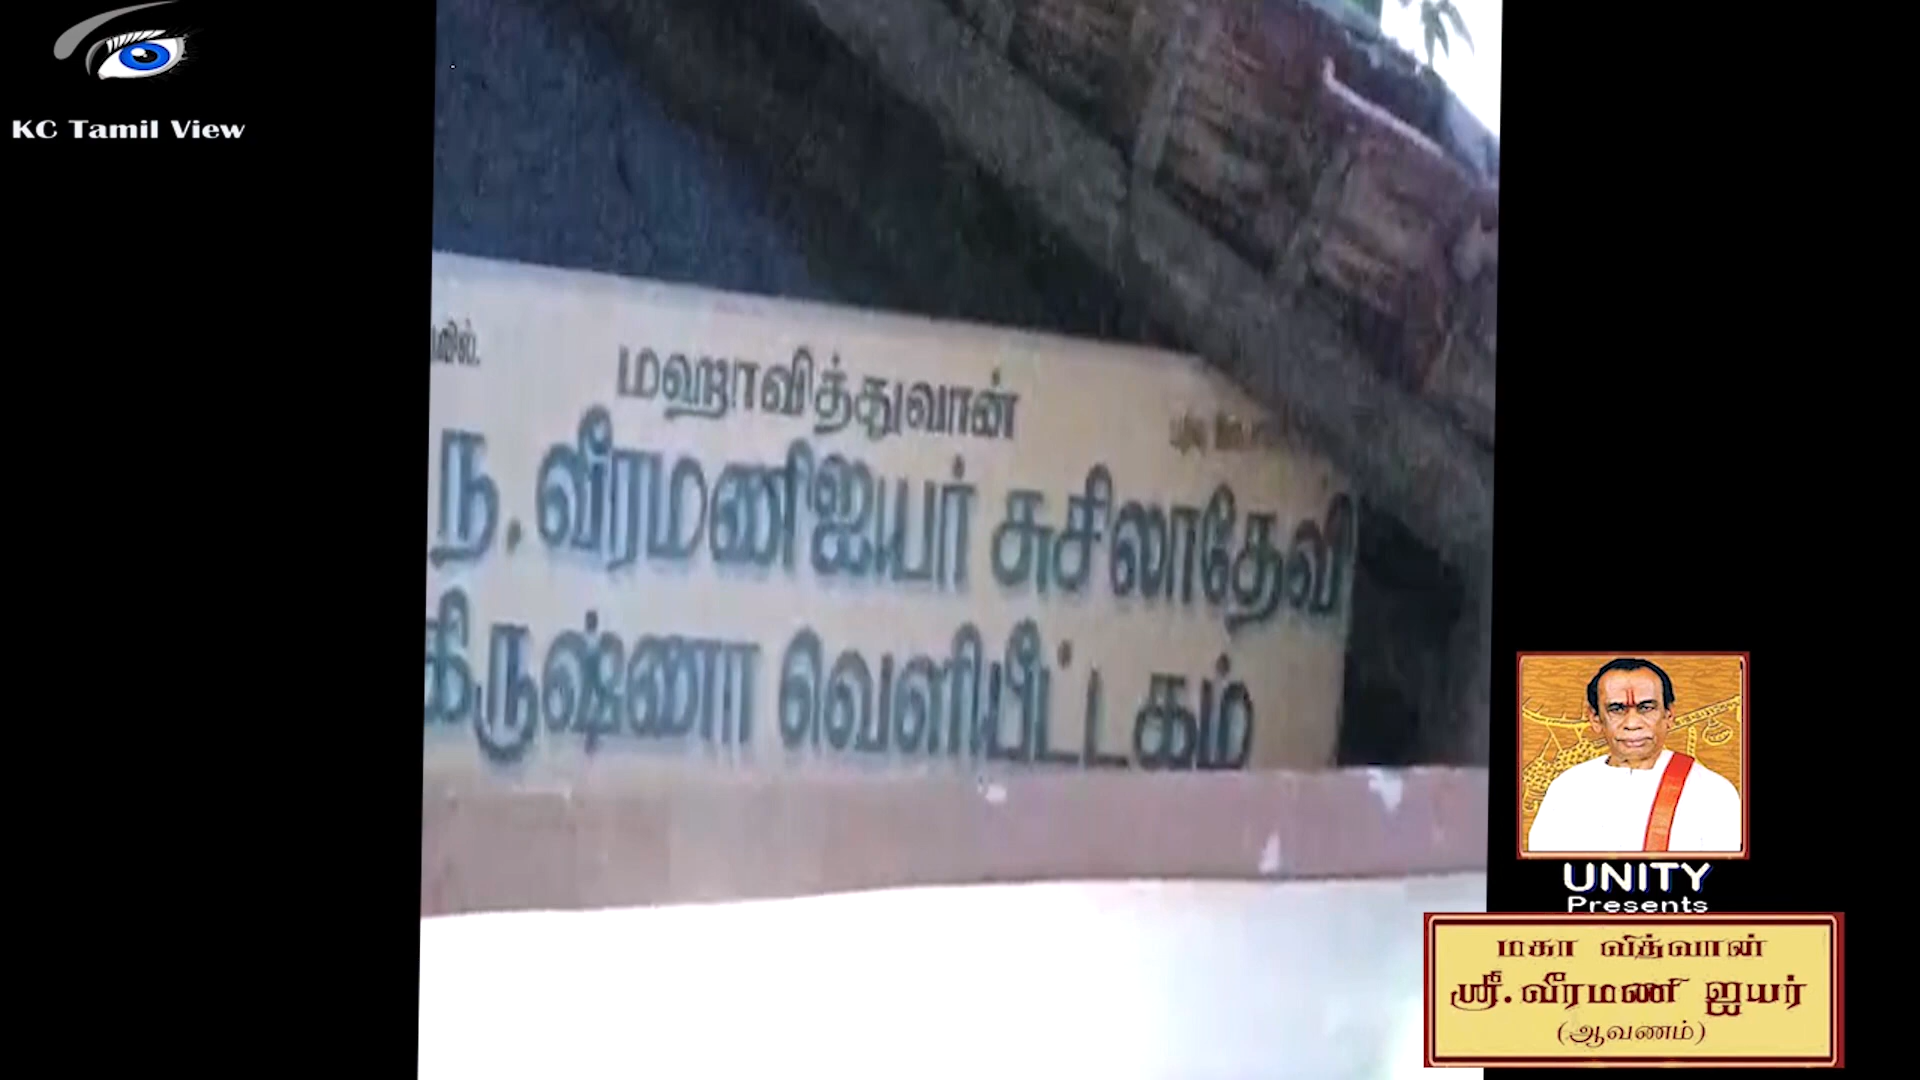 KC Tamil View
மஹாவித்துவான்
ந. வீரமணிஐயர் சுசிலாதேவி
கிருஷ்ணா வெளியீட்டகம்
UNITY
Presents
மகா வித்வான்
ஸ்ரீ.வீரமணி ஐயர்
(ஆவணம்)